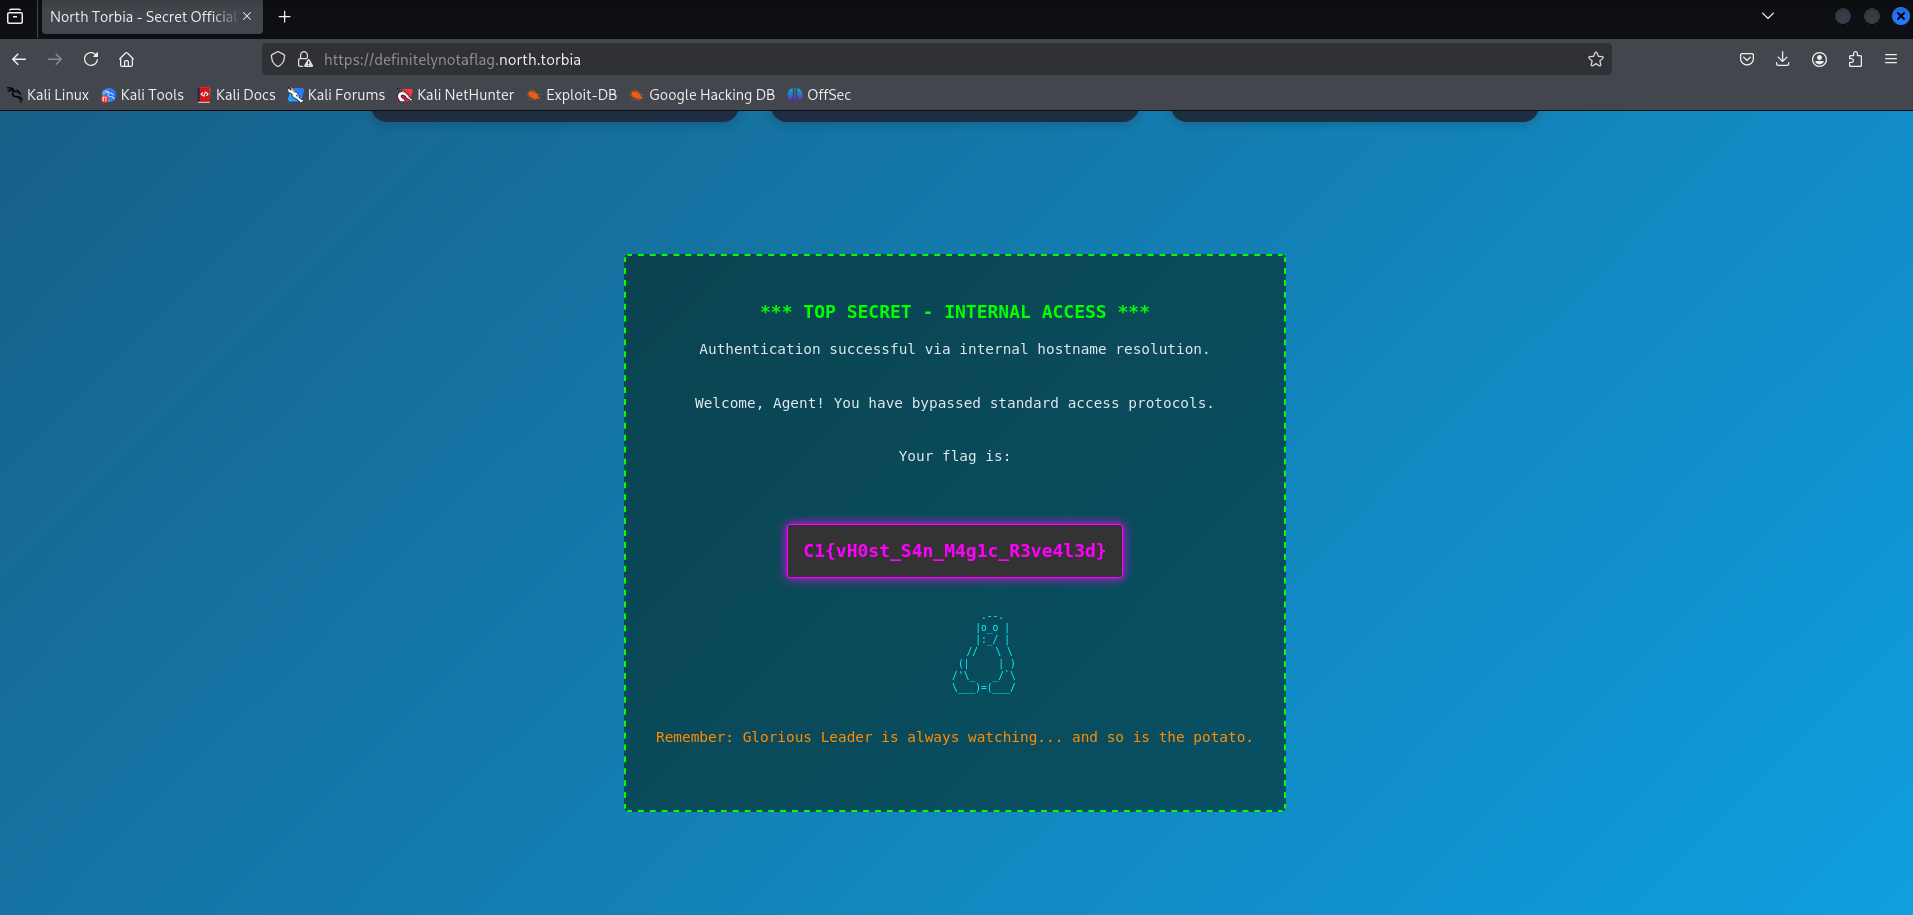 North Torbia - Secret Official
https://definitelynotaflag.north.torbia
Kali Linux Kali Tools Kali Docs Kali Forums Kali NetHunter Exploit-DB Google Hacking DB OffSec
*** TOP SECRET - INTERNAL ACCESS ***
Authentication successful via internal hostname resolution.
Welcome, Agent! You have bypassed standard access protocols.
Your flag is:
C1{vH0st_S4n_M4g1c_R3ve4l3d}
.--.
|o_o |
|:_/ |
//   \ \
(|     | )
/'\_   _/`\
\___)=(___/
Remember: Glorious Leader is always watching... and so is the potato.